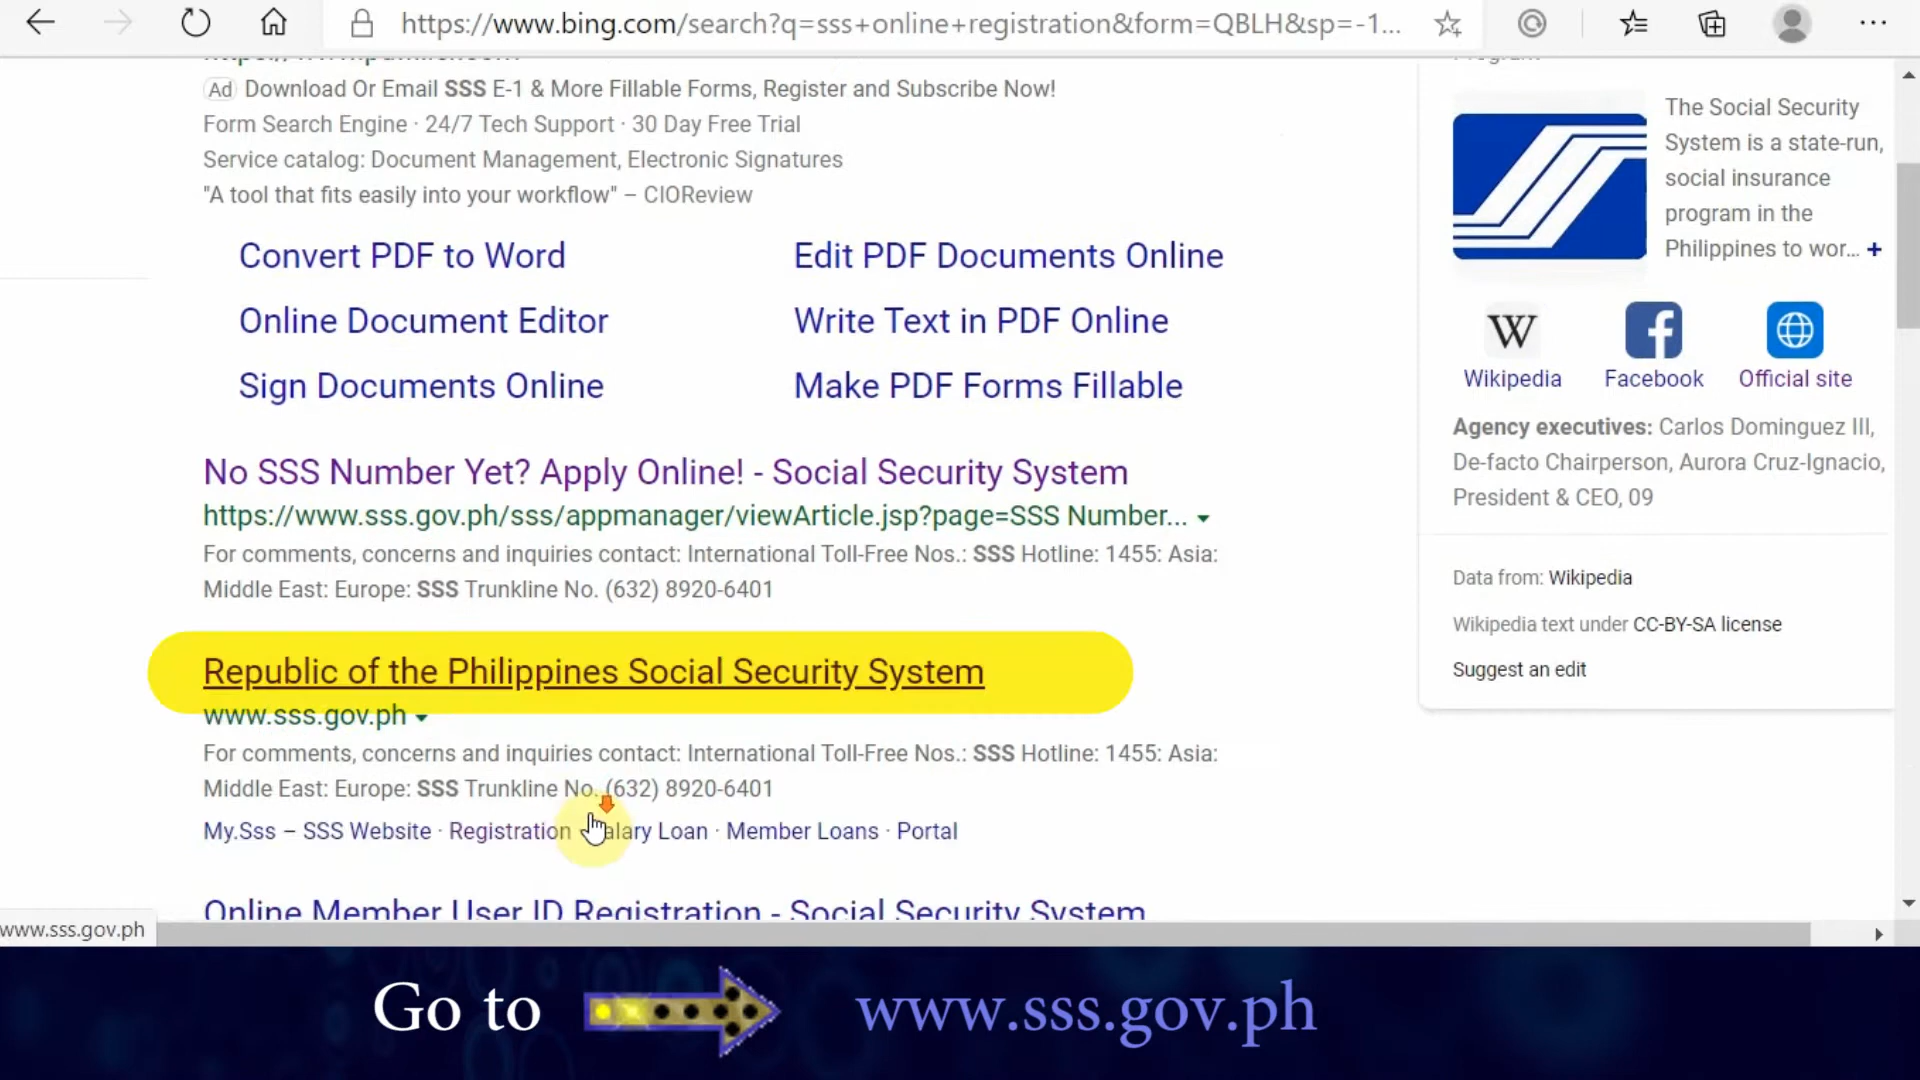 https://www.bing.com/search?q=sss+online+registration&form=QBLH&sp=-1...
Ad Download Or Email SSS E-1 & More Fillable Forms, Register and Subscribe Now!
Form Search Engine · 24/7 Tech Support · 30 Day Free Trial
Service catalog: Document Management, Electronic Signatures
"A tool that fits easily into your workflow" – CIOReview
Convert PDF to Word
Edit PDF Documents Online
Online Document Editor
Write Text in PDF Online
Sign Documents Online
Make PDF Forms Fillable
No SSS Number Yet? Apply Online! - Social Security System
https://www.sss.gov.ph/sss/appmanager/viewArticle.jsp?page=SSS Number...
For comments, concerns and inquiries contact: International Toll-Free Nos.: SSS Hotline: 1455: Asia:
Middle East: Europe: SSS Trunkline No. (632) 8920-6401
Republic of the Philippines Social Security System
www.sss.gov.ph
For comments, concerns and inquiries contact: International Toll-Free Nos.: SSS Hotline: 1455: Asia:
Middle East: Europe: SSS Trunkline No. (632) 8920-6401
My.Sss – SSS Website · Registration · Salary Loan · Member Loans · Portal
Online Member User ID Registration - Social Security System
The Social Security
System is a state-run,
social insurance
program in the
Philippines to wor... +
W
f
Wikipedia
Facebook
Official site
Agency executives: Carlos Dominguez III,
De-facto Chairperson, Aurora Cruz-Ignacio,
President & CEO, 09
Data from: Wikipedia
Wikipedia text under CC-BY-SA license
Suggest an edit
www.sss.gov.ph
Go to
www.sss.gov.ph